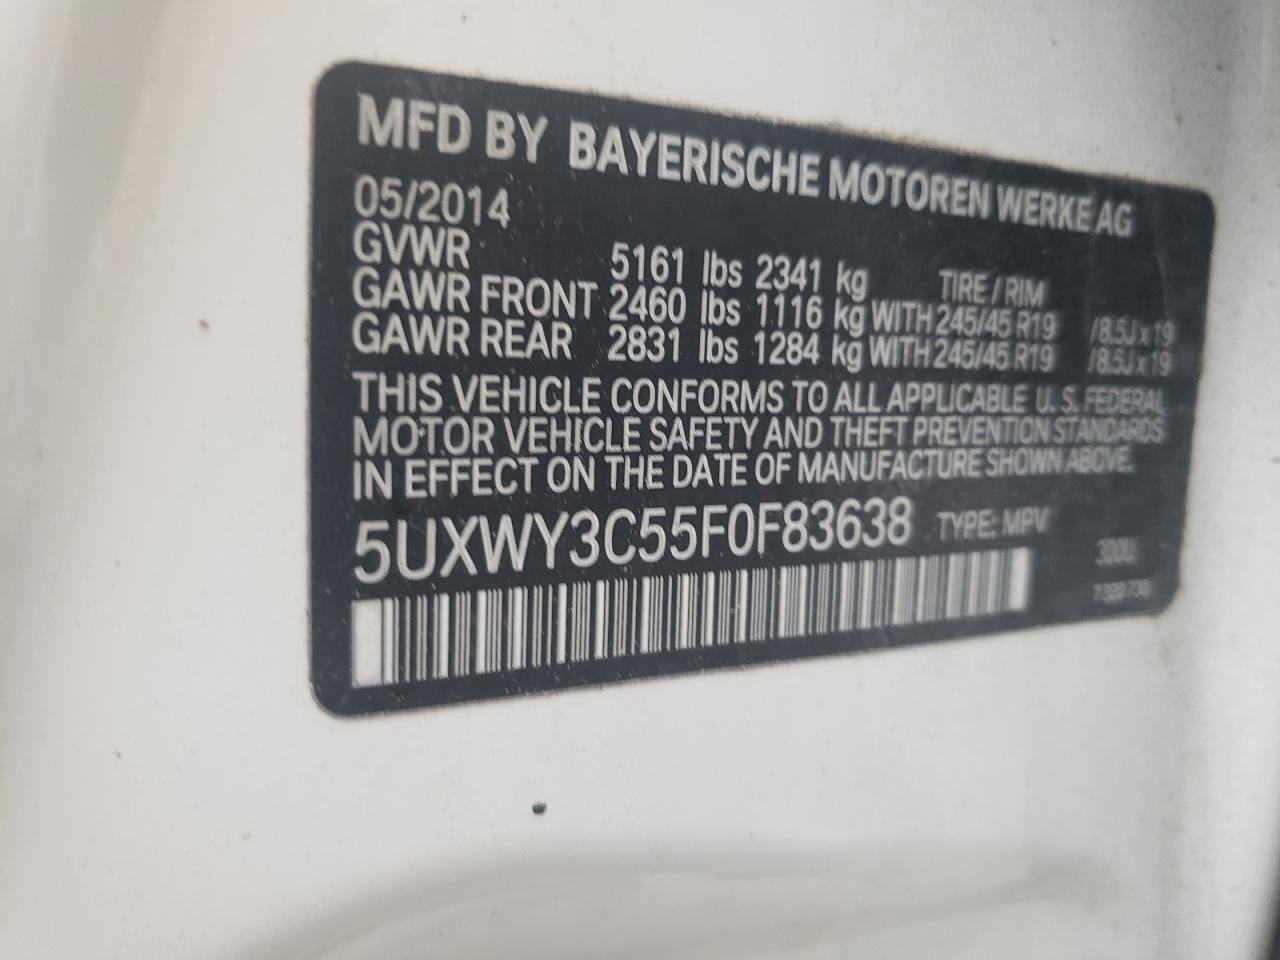 MFD BY BAYERISCHE MOTOREN WERKE AG
05/2014
GVWR 5161 lbs 2341 kg TIRE / RIM
GAWR FRONT 2460 lbs 1116 kg WITH 245/45 R19 /8.5J x 19
GAWR REAR 2831 lbs 1284 kg WITH 245/45 R19 /8.5J x 19
THIS VEHICLE CONFORMS TO ALL APPLICABLE U.S. FEDERAL
MOTOR VEHICLE SAFETY AND THEFT PREVENTION STANDARDS
IN EFFECT ON THE DATE OF MANUFACTURE SHOWN ABOVE.
5UXWY3C55F0F83638 TYPE: MPV